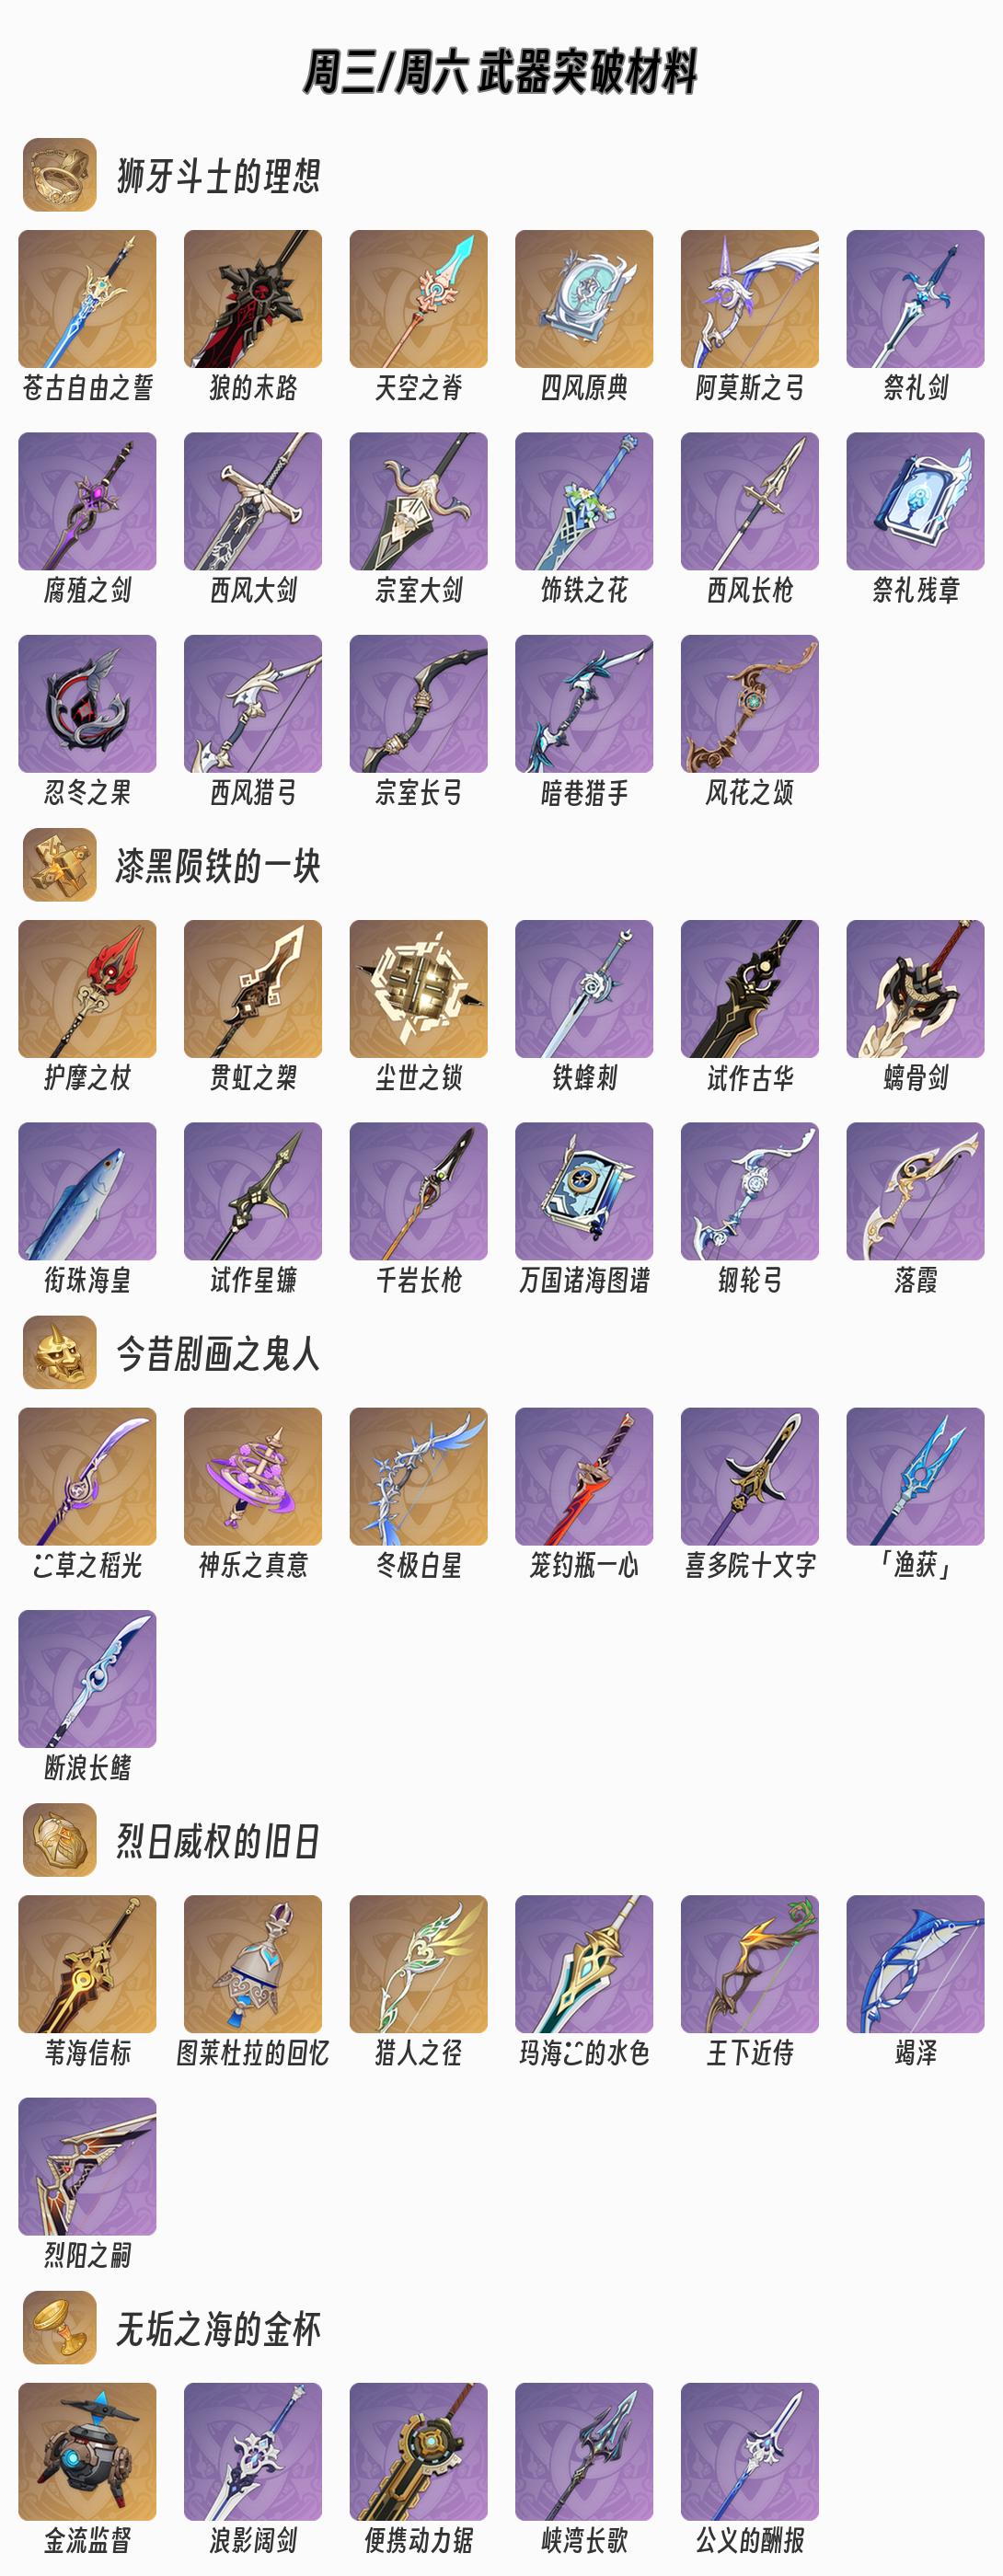 周三/周六 武器突破材料
狮牙斗士的理想
苍古自由之誓 狼的末路 天空之脊 四风原典 阿莫斯之弓 祭礼剑
腐殖之剑 西风大剑 宗室大剑 饰铁之花 西风长枪 祭礼残章
忍冬之果 西风猎弓 宗室长弓 暗巷猎手 风花之颂
漆黑陨铁的一块
护摩之杖 贯虹之槊 尘世之锁 铁蜂刺 试作古华 螭骨剑
衔珠海皇 试作星镰 千岩长枪 万国诸海图谱 钢轮弓 落霞
今昔剧画之鬼人
草之稻光 神乐之真意 冬极白星 笼钓瓶一心 喜多院十文字 「渔获」
断浪长鳍
烈日威权的旧日
苇海信标 图莱杜拉的回忆 猎人之径 玛海的水色 王下近侍 竭泽
烈阳之嗣
无垢之海的金杯
金流监督 浪影阔剑 便携动力锯 峡湾长歌 公义的酬报